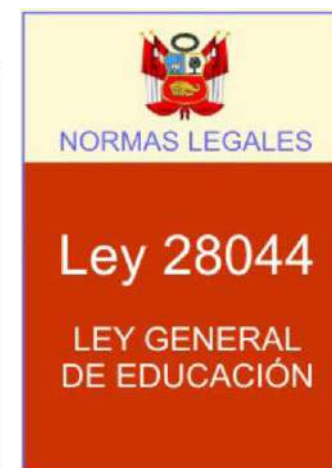 NORMAS LEGALES
Ley 28044
LEY GENERAL
DE EDUCACIÓN